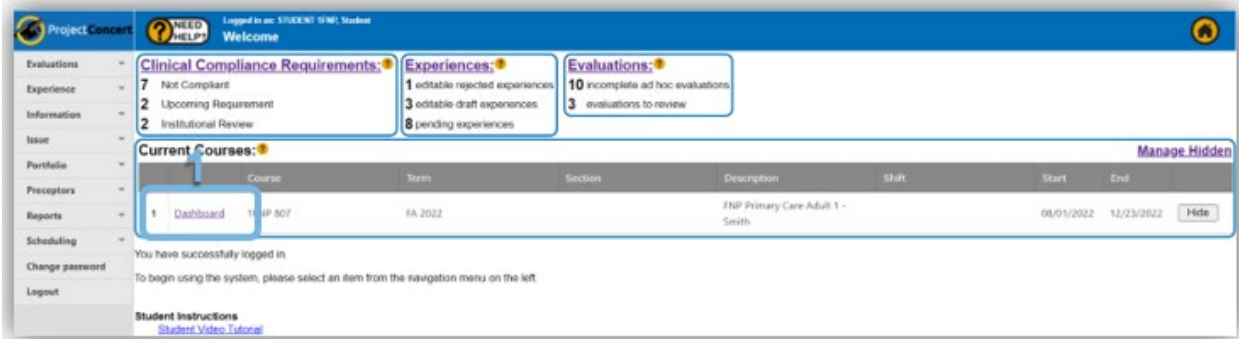 ProjectConcert
NEED HELP?
Logged in as: STUDENT 1FNP, Student
Welcome
Evaluations
Experience
Information
Issue
Portfolio
Preceptors
Reports
Scheduling
Change password
Logout
Clinical Compliance Requirements:
7 Not Compliant
2 Upcoming Requirement
2 Institutional Review
Experiences:
1 editable rejected experiences
3 editable draft experiences
8 pending experiences
Evaluations:
10 incomplete ad hoc evaluations
3 evaluations to review
Current Courses:
Manage Hidden
1
Course Term Section Description Shift Start End
1 Dashboard 807 FA 2022 FNP Primary Care Adult 1 - 08/01/2022 12/23/2022 Hide
Smith
You have successfully logged in
To begin using the system, please select an item from the navigation menu on the left
Student Instructions
Student Video Tutorial